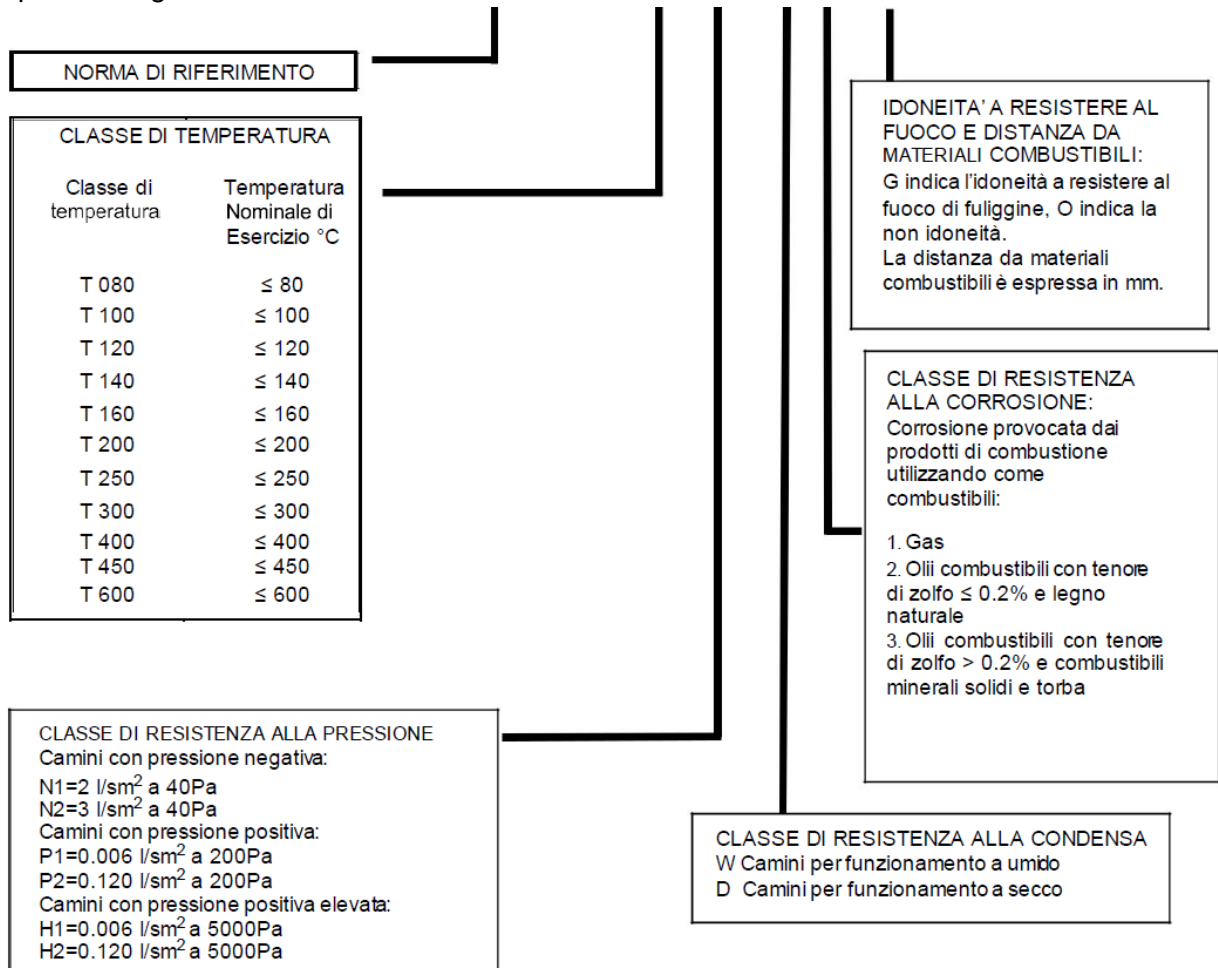 NORMA DI RIFERIMENTO
CLASSE DI TEMPERATURA
Classe di temperatura
Temperatura Nominale di Esercizio °C
T 080 ≤ 80
T 100 ≤ 100
T 120 ≤ 120
T 140 ≤ 140
T 160 ≤ 160
T 200 ≤ 200
T 250 ≤ 250
T 300 ≤ 300
T 400 ≤ 400
T 450 ≤ 450
T 600 ≤ 600
CLASSE DI RESISTENZA ALLA PRESSIONE
Camini con pressione negativa:
N1=2 l/sm² a 40Pa
N2=3 l/sm² a 40Pa
Camini con pressione positiva:
P1=0.006 l/sm² a 200Pa
P2=0.120 l/sm² a 200Pa
Camini con pressione positiva elevata:
H1=0.006 l/sm² a 5000Pa
H2=0.120 l/sm² a 5000Pa
IDONEITA' A RESISTERE AL
FUOCO E DISTANZA DA
MATERIALI COMBUSTIBILI:
G indica l'idoneità a resistere al
fuoco di fuliggine, O indica la
non idoneità.
La distanza da materiali
combustibili è espressa in mm.
CLASSE DI RESISTENZA
ALLA CORROSIONE:
Corrosione provocata dai
prodotti di combustione
utilizzando come
combustibili:
1. Gas
2. Olii combustibili con tenore
di zolfo ≤ 0.2% e legno
naturale
3. Olii combustibili con tenore
di zolfo > 0.2% e combustibili
minerali solidi e torba
CLASSE DI RESISTENZA ALLA CONDENSA
W Camini per funzionamento a umido
D Camini per funzionamento a secco